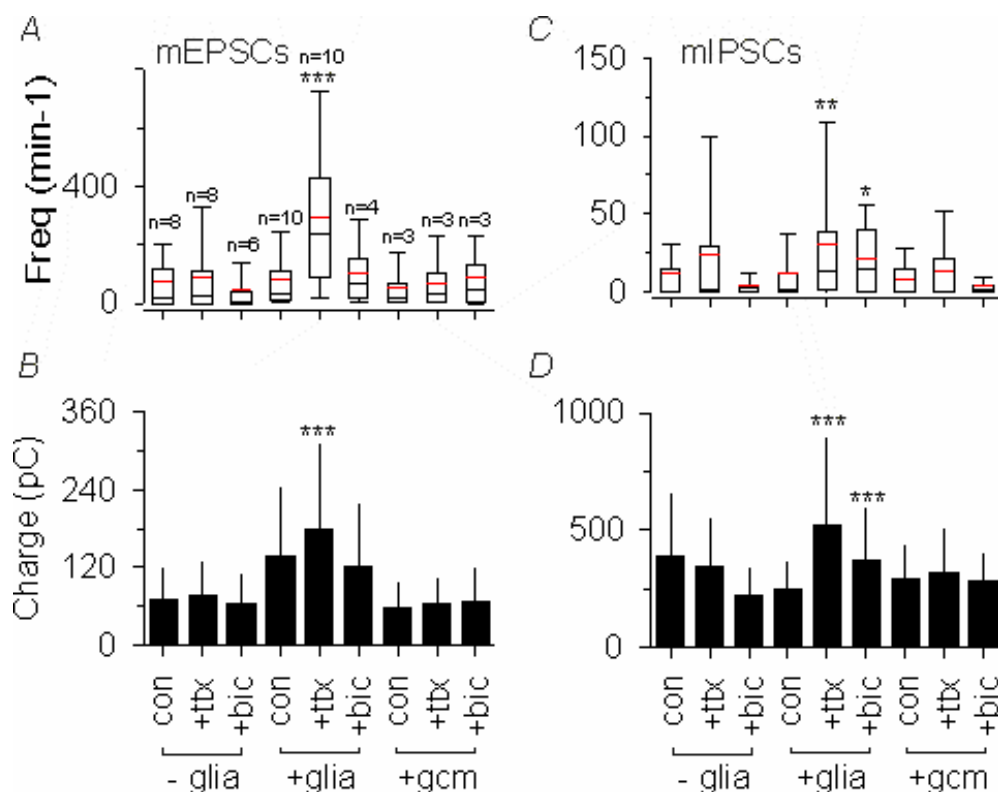 A
mEPSCs
Freq (min-1)
400
0
n=8
n=8
n=6
n=10
n=10
***
n=4
n=3
n=3
n=3
C
mIPSCs
150
100
50
0
**
*
B
Charge (pC)
360
240
120
0
***
con
+ttx
+bic
con
+ttx
+bic
con
+ttx
+bic
- glia
+glia
+gcm
D
1000
500
0
***
***
con
+ttx
+bic
con
+ttx
+bic
con
+ttx
+bic
- glia
+glia
+gcm